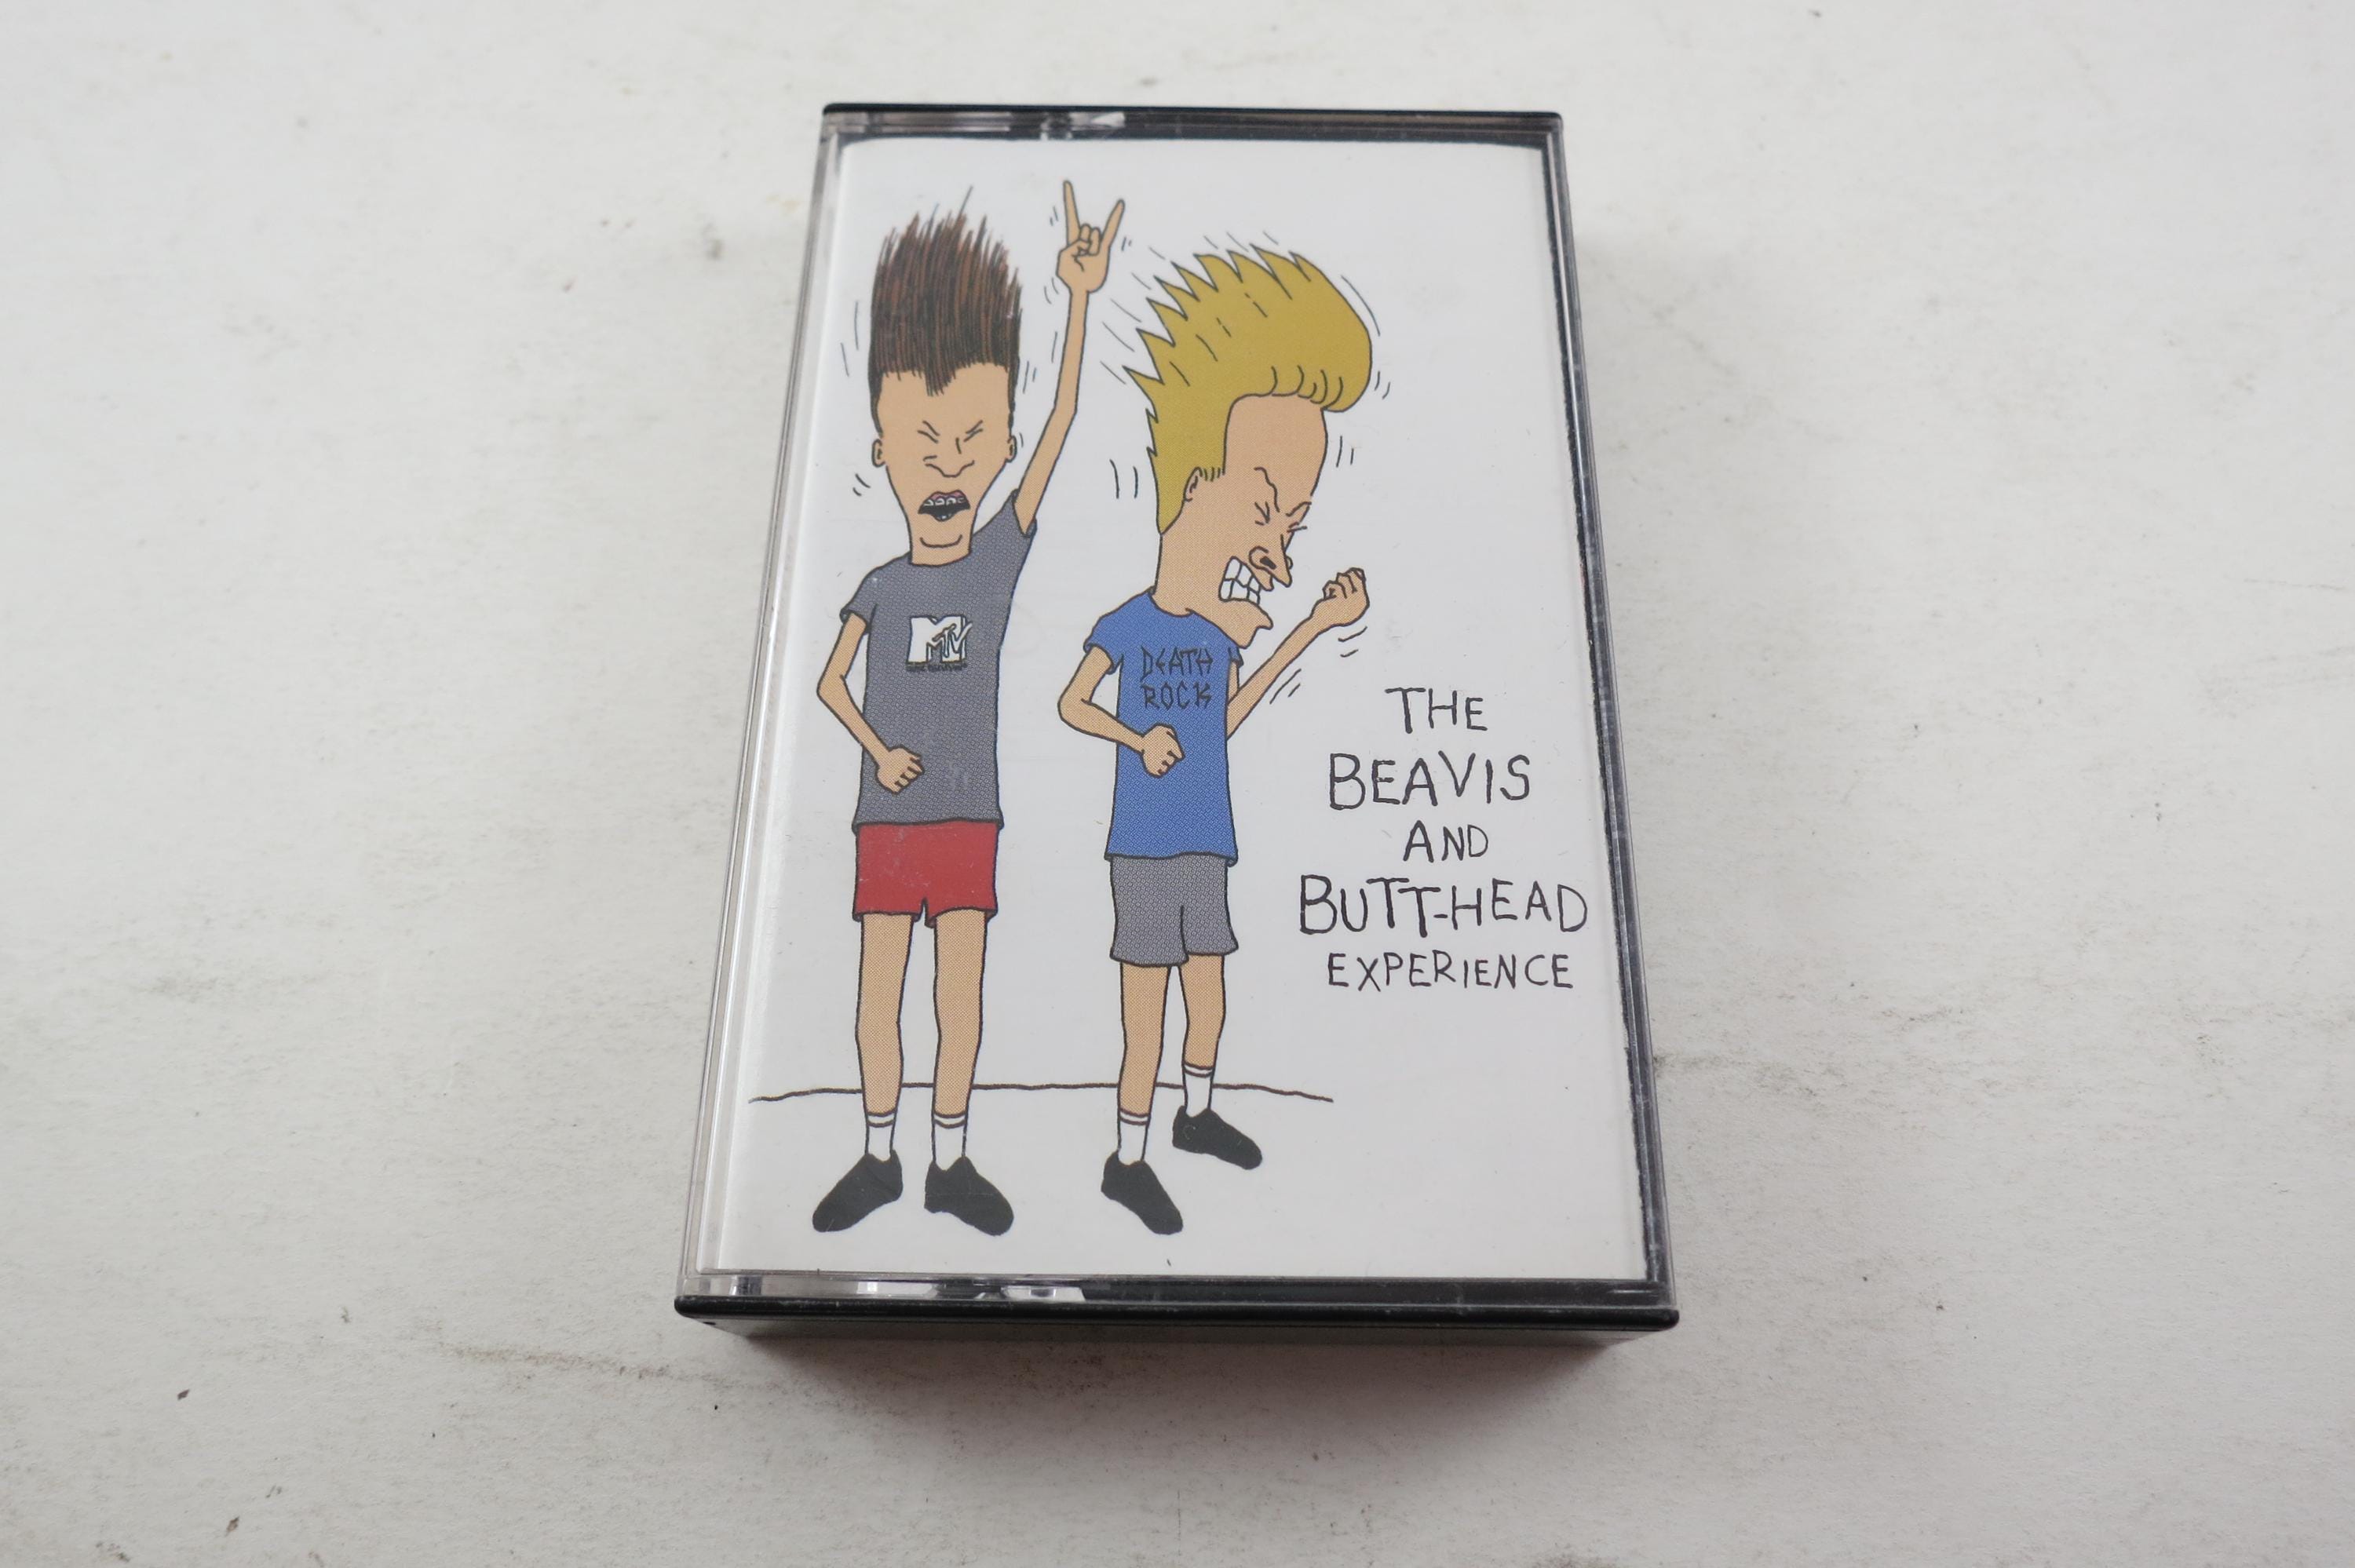 MTV
DEATH
ROCK
THE
BEAVIS
AND
BUTT-HEAD
EXPERIENCE